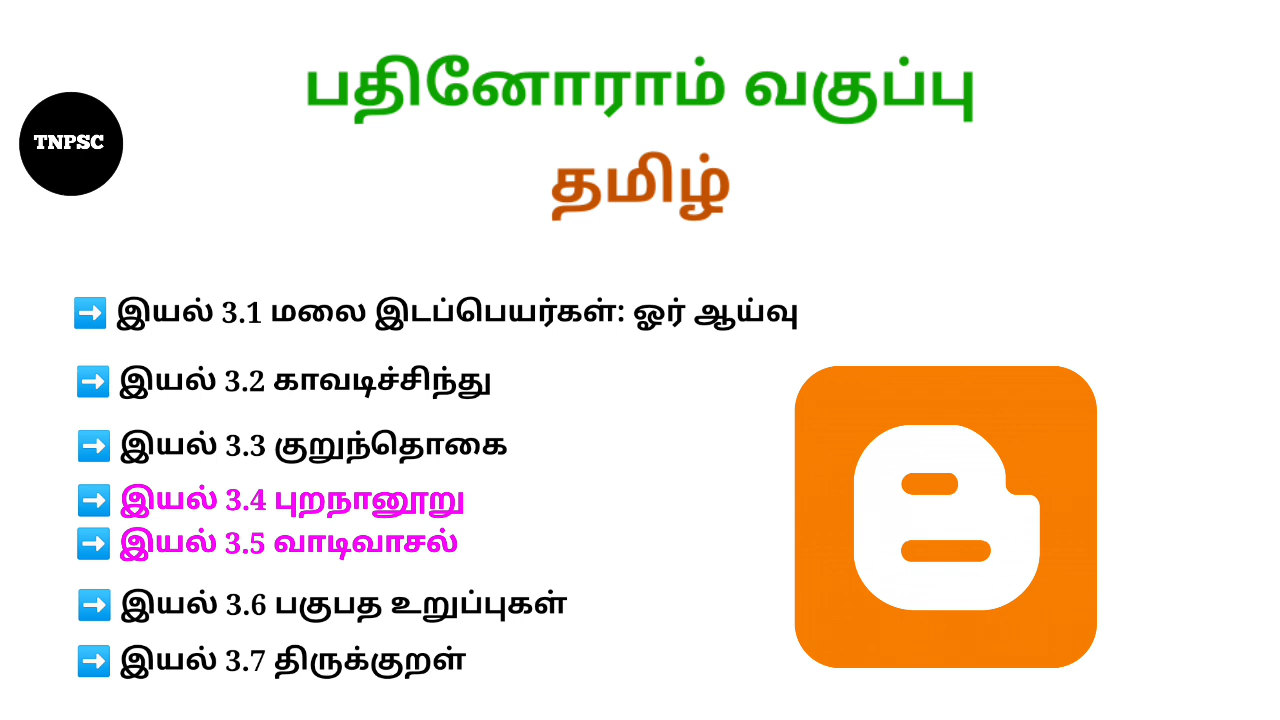 பதினோராம் வகுப்பு
தமிழ்
TNPSC
➡️ இயல் 3.1 மலை இடப்பெயர்கள்: ஓர் ஆய்வு
➡️ இயல் 3.2 காவடிச்சிந்து
➡️ இயல் 3.3 குறுந்தொகை
➡️ இயல் 3.4 புறநானூறு
➡️ இயல் 3.5 வாடிவாசல்
➡️ இயல் 3.6 பகுபத உறுப்புகள்
➡️ இயல் 3.7 திருக்குறள்